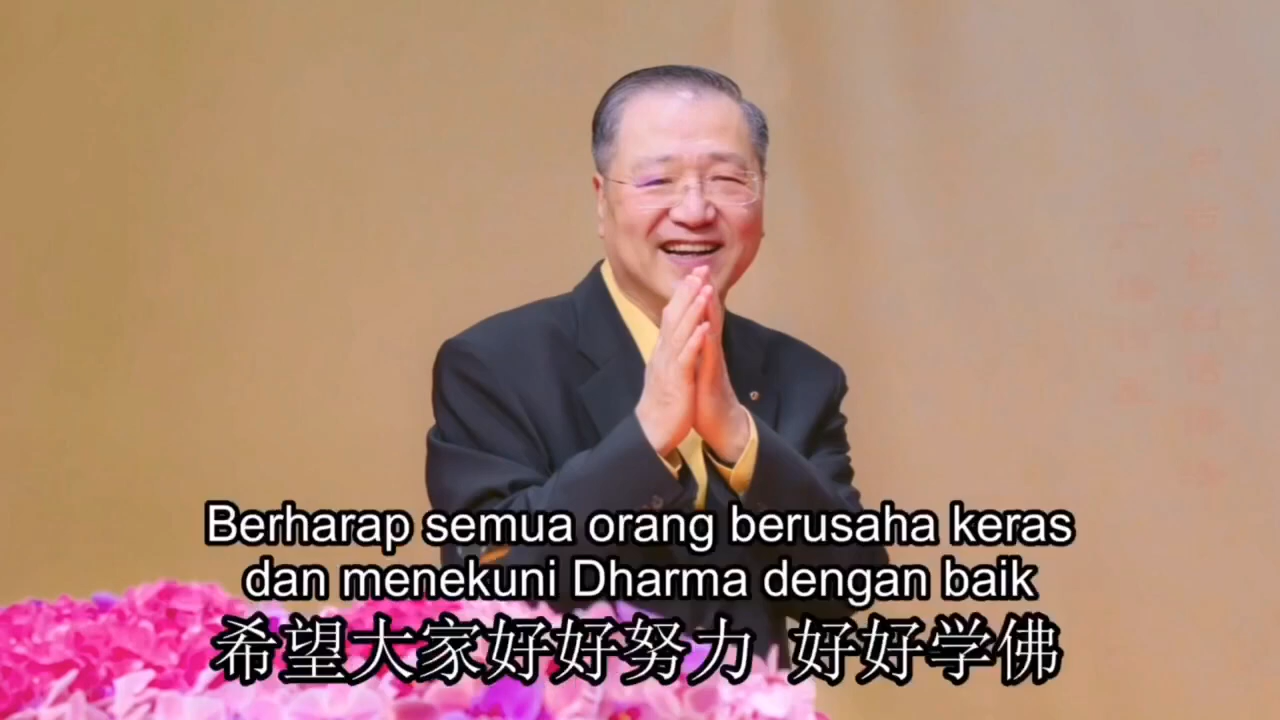 Berharap semua orang berusaha keras
dan menekuni Dharma dengan baik
希望大家好好努力 好好学佛